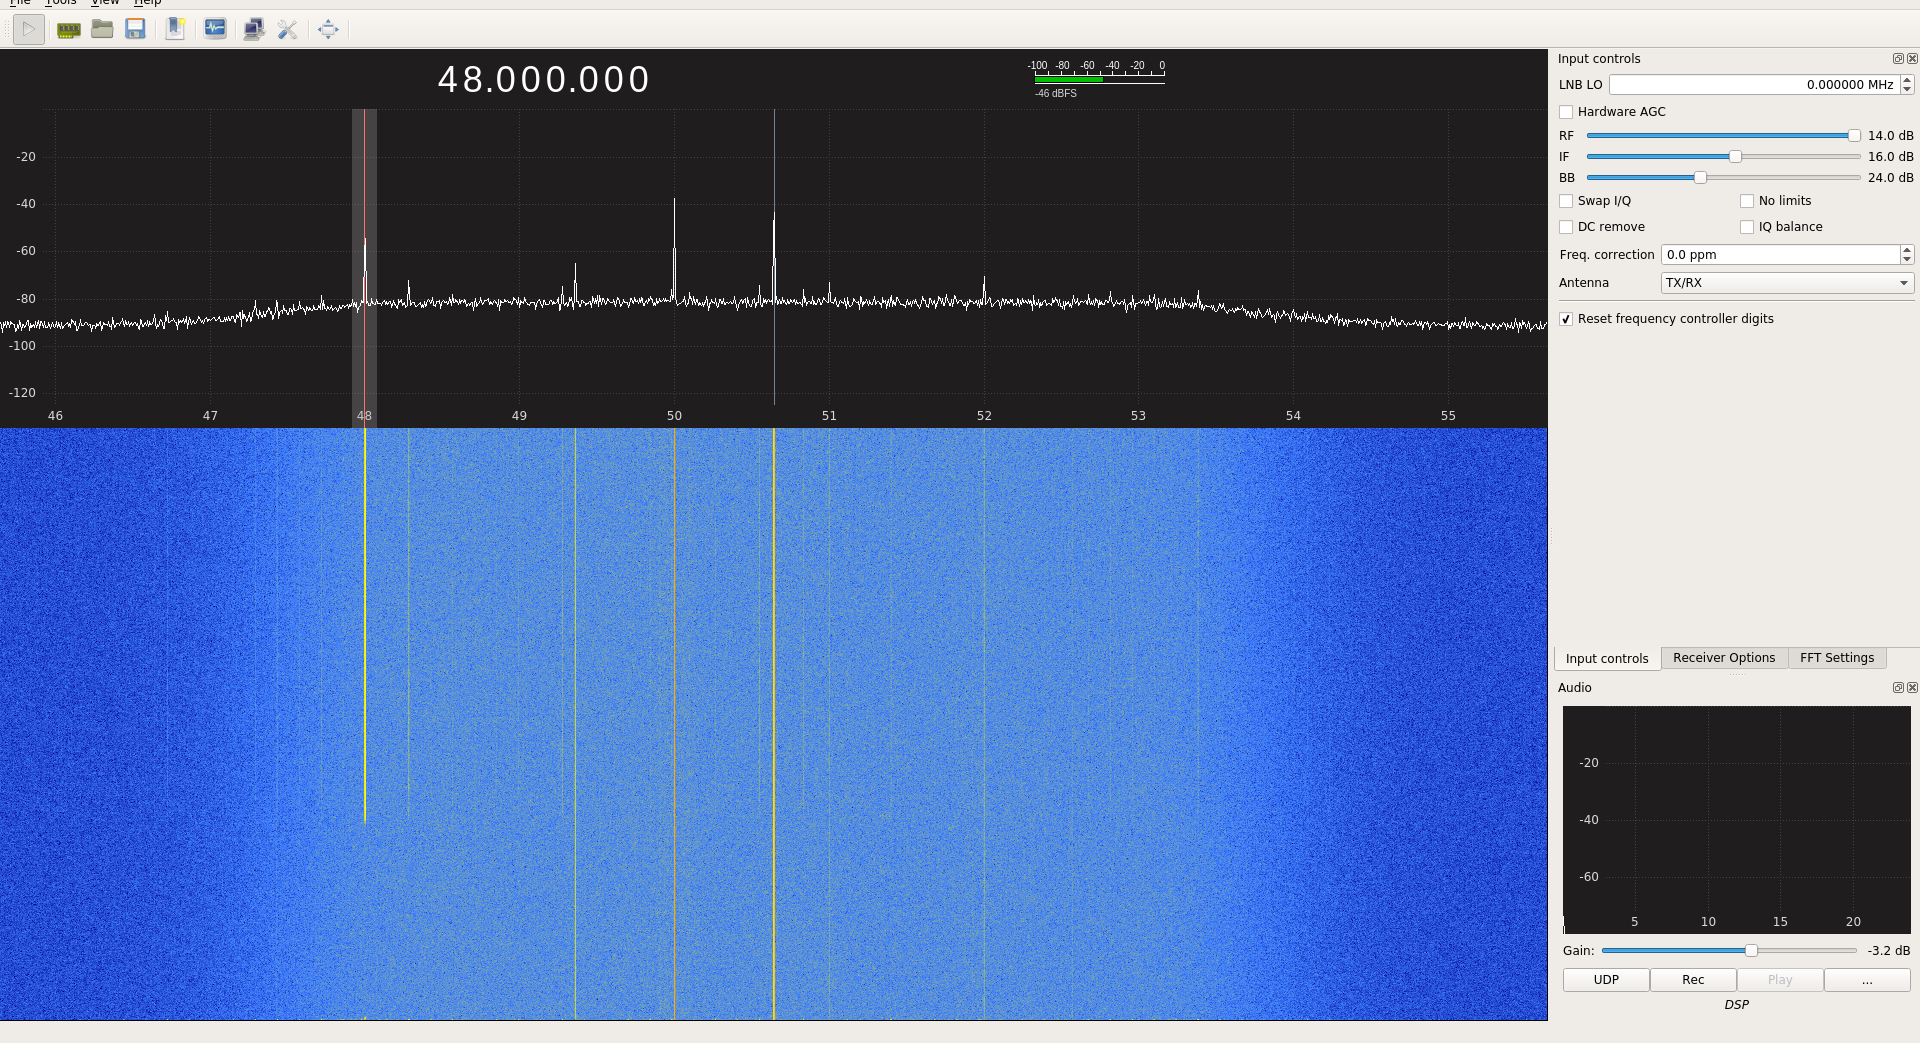 File Tools View Help
48.000.000
-100 -80 -60 -40 -20 0
-46 dBFS
-20
-40
-60
-80
-100
-120
46 47 48 49 50 51 52 53 54 55
Input controls
LNB LO 0.000000 MHz
Hardware AGC
RF 14.0 dB
IF 16.0 dB
BB 24.0 dB
Swap I/Q No limits
DC remove IQ balance
Freq. correction 0.0 ppm
Antenna TX/RX
Reset frequency controller digits
Input controls Receiver Options FFT Settings
Audio
-20
-40
-60
5 10 15 20
Gain: -3.2 dB
UDP Rec Play ...
DSP